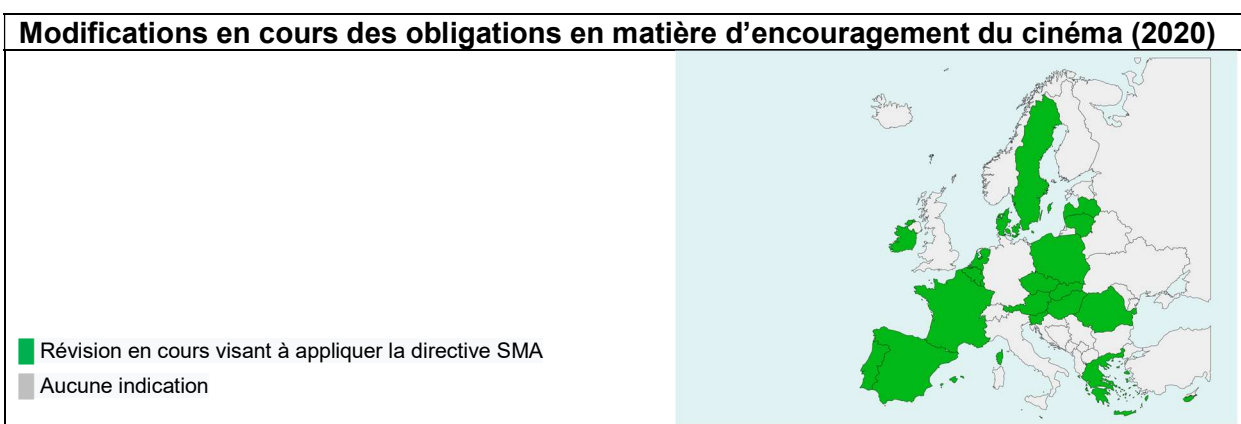 Modifications en cours des obligations en matière d’encouragement du cinéma (2020)
Révision en cours visant à appliquer la directive SMA
Aucune indication